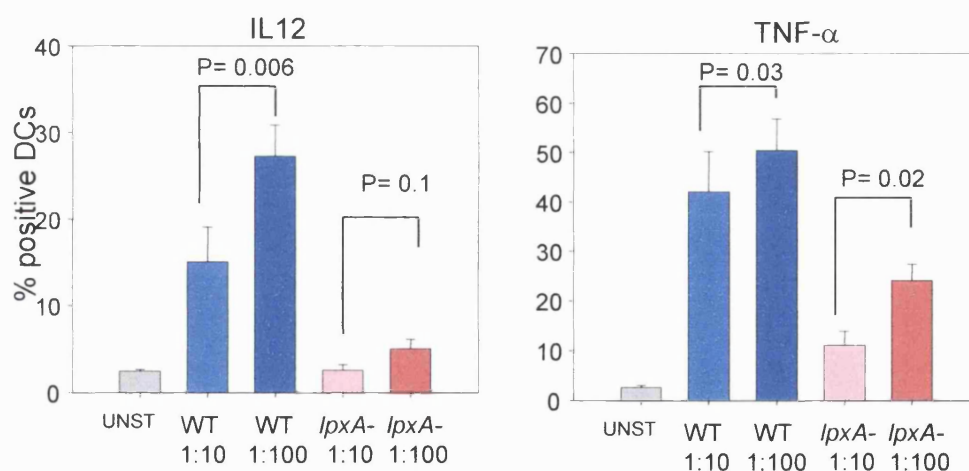 IL12
% positive DCs
40
30
20
10
0
P= 0.006
P= 0.1
UNST WT WT lpxA- lpxA-
1:10 1:100 1:10 1:100
TNF-α
70
60
50
40
30
20
10
0
P= 0.03
P= 0.02
UNST WT WT lpxA- lpxA-
1:10 1:100 1:10 1:100